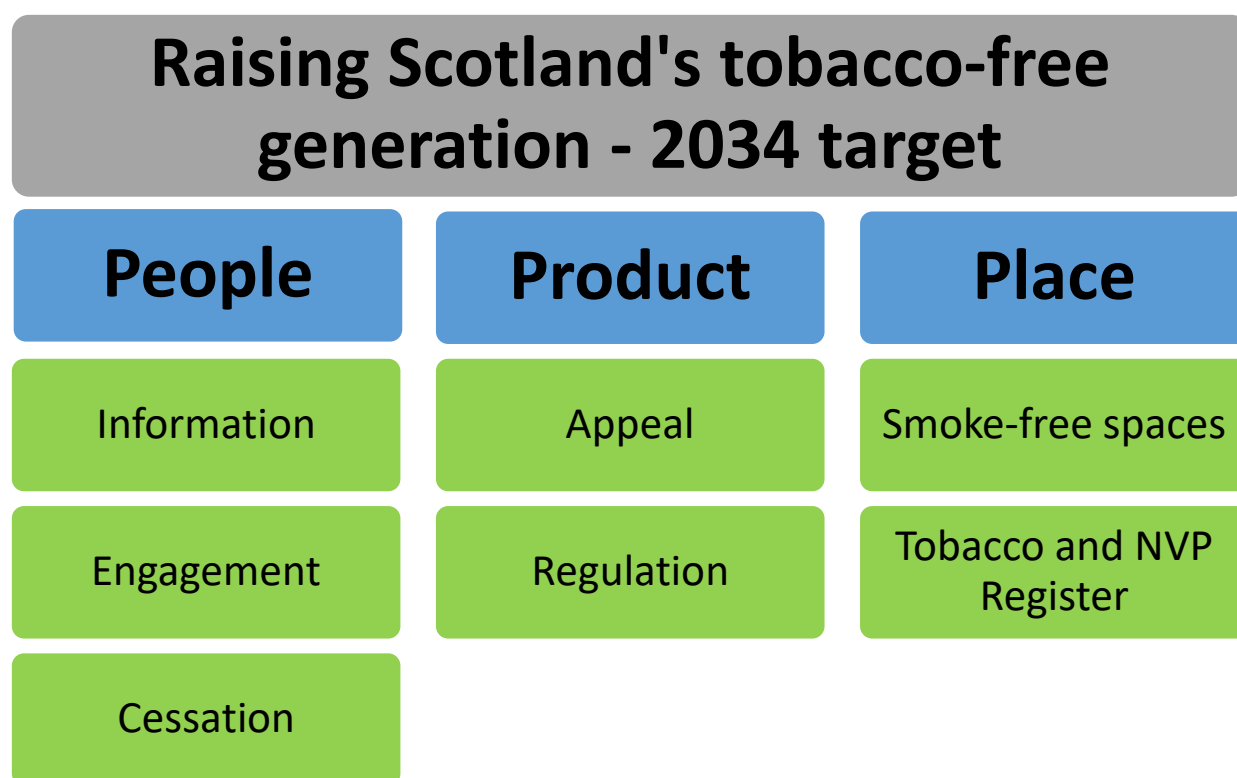 Raising Scotland's tobacco-free
generation - 2034 target
People
Product
Place
Information
Appeal
Smoke-free spaces
Engagement
Regulation
Tobacco and NVP
Register
Cessation